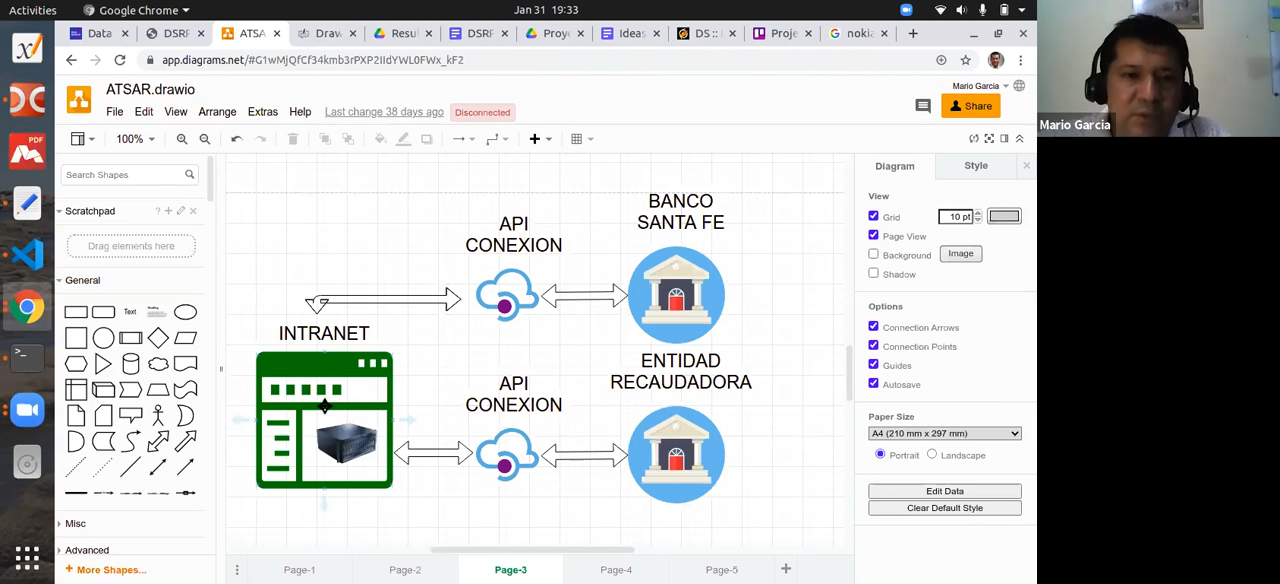 Activities
Google Chrome
Jan 31 19:33
Data
DSRF
ATSA
Draw
Resul
DSRF
Proye
Ideas
DS ::
Proje
nokia
app.diagrams.net/#G1wMjQfCf34kmb3rPXP2IIdYWL0FWx_kF2
ATSAR.drawio
Mario Garcia
File Edit View Arrange Extras Help Last change 38 days ago Disconnected
Share
Mario Garcia
100%
Search Shapes
Diagram
Style
Scratchpad
Drag elements here
General
Text
Heading
Misc
Advanced
+ More Shapes...
API
CONEXION
BANCO
SANTA FE
INTRANET
API
CONEXION
ENTIDAD
RECAUDADORA
View
Grid
10 pt
Page View
Background
Image
Shadow
Options
Connection Arrows
Connection Points
Guides
Autosave
Paper Size
A4 (210 mm x 297 mm)
Portrait
Landscape
Edit Data
Clear Default Style
Page-1
Page-2
Page-3
Page-4
Page-5
PDF